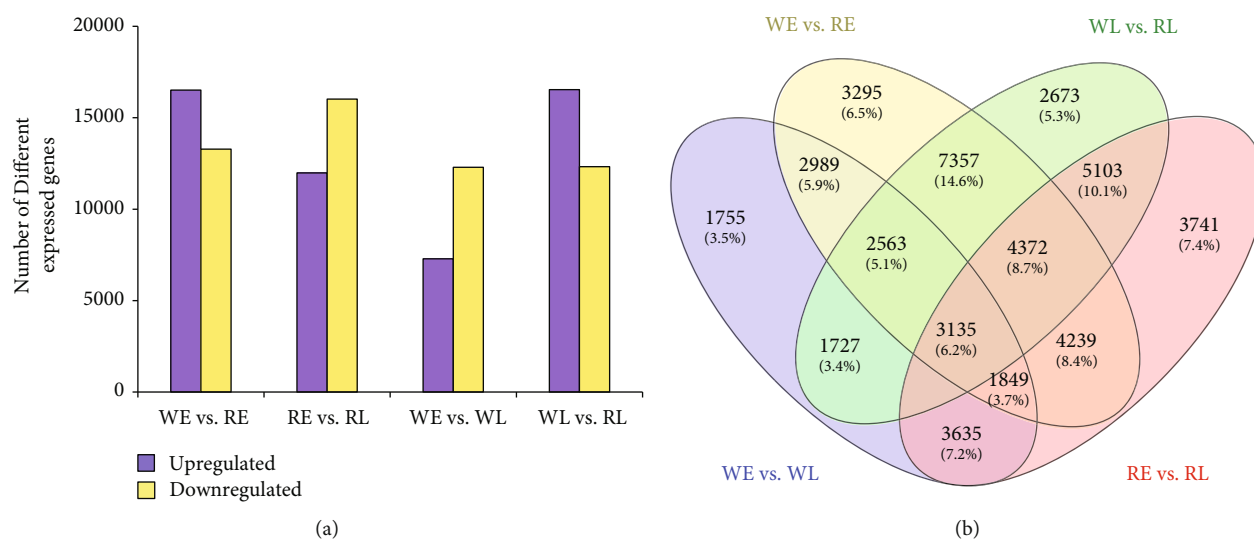 20000
15000
10000
5000
0
Number of Different
expressed genes
WE vs. RE
RE vs. RL
WE vs. WL
WL vs. RL
Upregulated
Downregulated
(a)
WE vs. RE
WL vs. RL
3295
(6.5%)
2673
(5.3%)
2989
(5.9%)
7357
(14.6%)
5103
(10.1%)
1755
(3.5%)
3741
(7.4%)
2563
(5.1%)
4372
(8.7%)
1727
(3.4%)
3135
(6.2%)
4239
(8.4%)
1849
(3.7%)
3635
(7.2%)
WE vs. WL
RE vs. RL
(b)